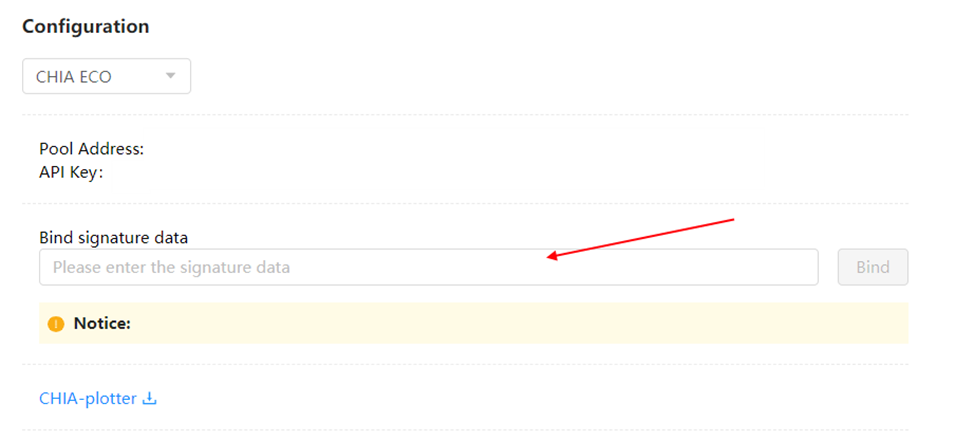 Configuration
CHIA ECO
Pool Address:
API Key:
Bind signature data
Please enter the signature data
Bind
Notice:
CHIA-plotter